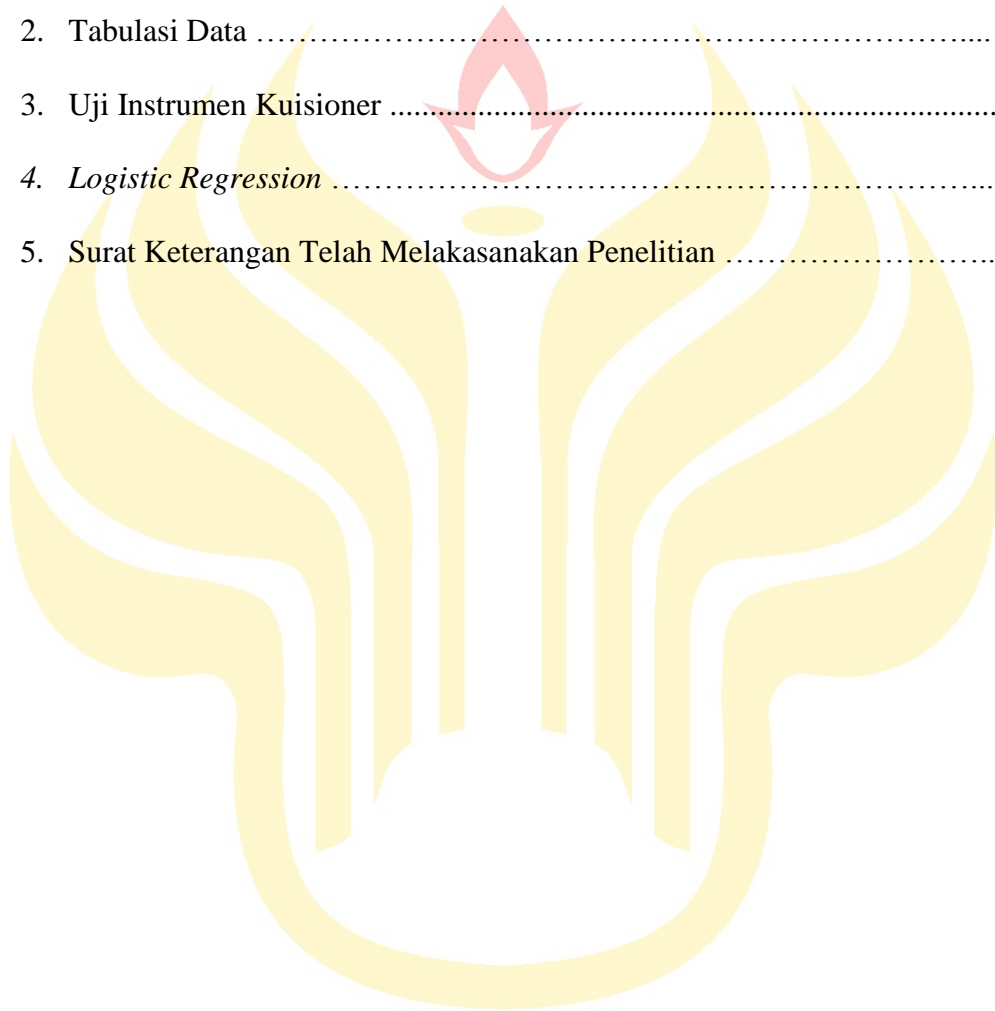 2. Tabulasi Data ……………………………………………………………....
3. Uji Instrumen Kuisioner ............................................................................
4. Logistic Regression …………………………………………………………...
5. Surat Keterangan Telah Melakasanakan Penelitian ……………………..